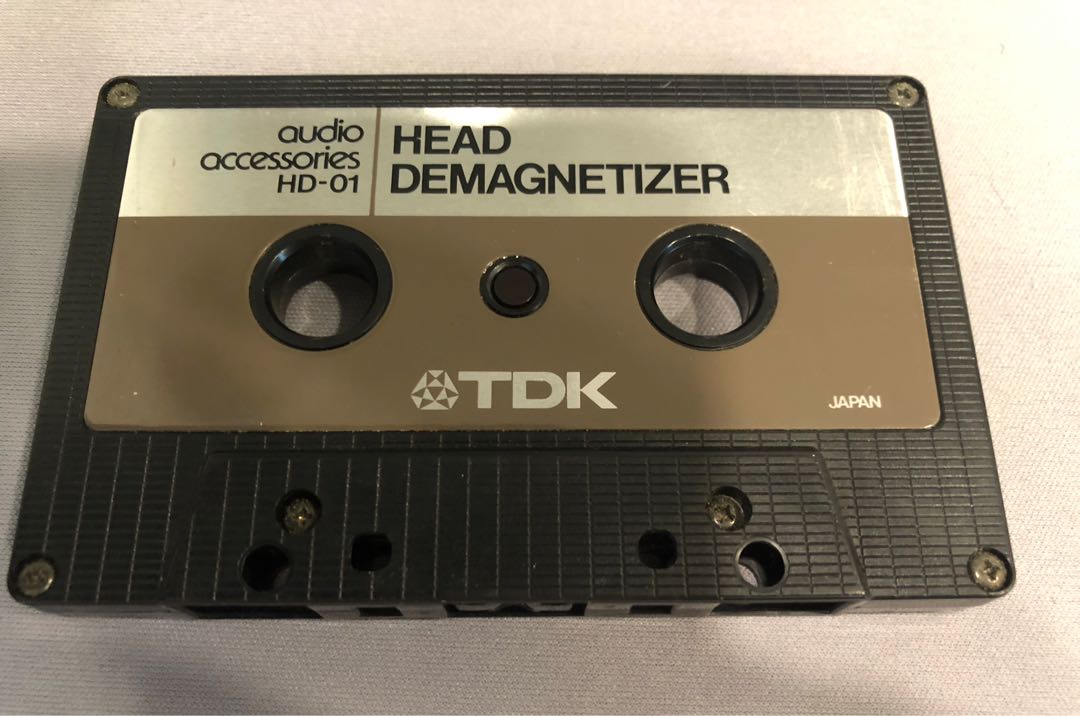 audio
accessories
HD-01
HEAD
DEMAGNETIZER
TDK
JAPAN